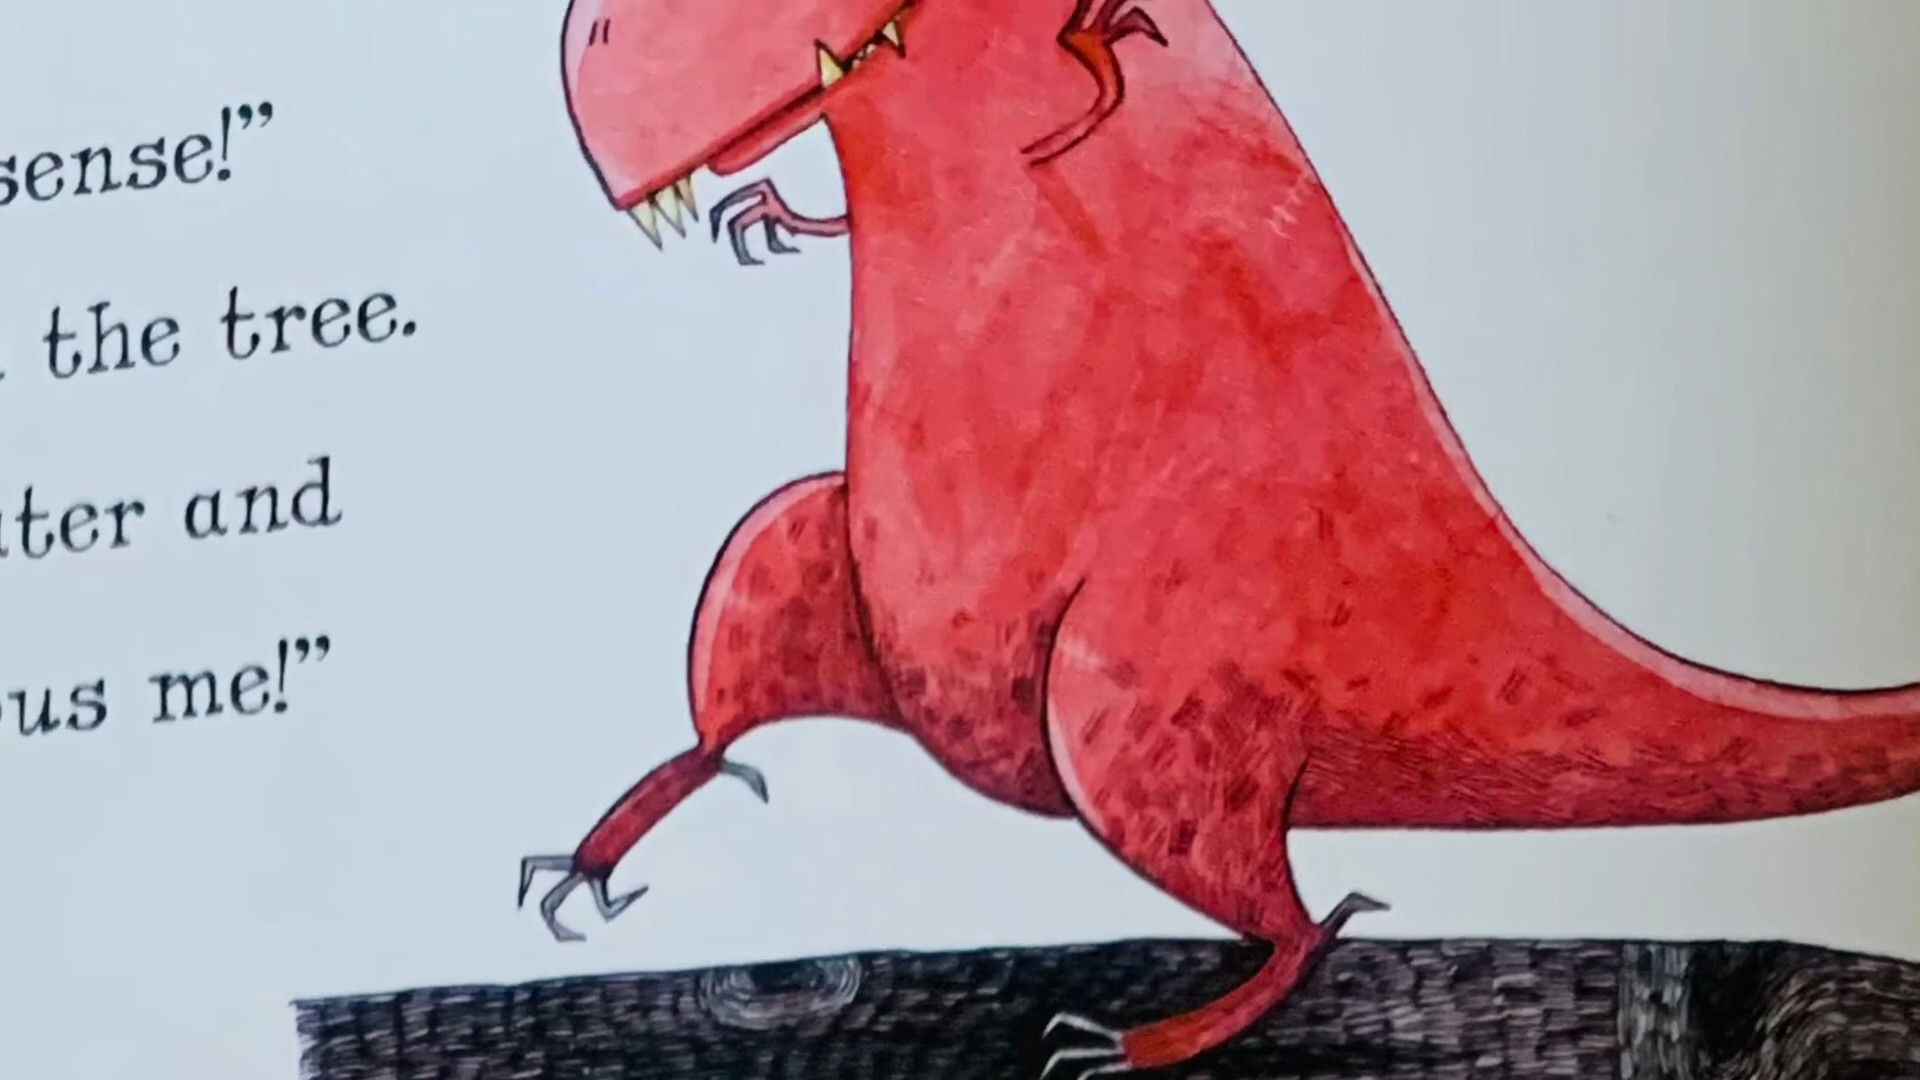 sense!”
the tree.
ter and
us me!”